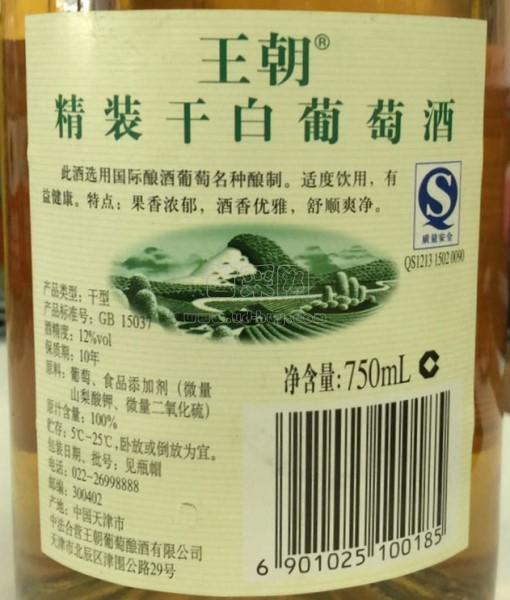 王朝®
精装干白葡萄酒
此酒选用国际酿酒葡萄名种酿制。适度饮用，有
益健康。特点：果香浓郁，酒香优雅，舒顺爽净。
QS
质量安全
QS1213 1502 0090
产品类型：干型
产品标准号：GB 15037
酒精度：12%vol
保质期：10年
原料：葡萄、食品添加剂（微量
山梨酸钾、微量二氧化硫）
原汁含量：100%
贮存：5℃-25℃，卧放或倒放为宜。
包装日期、批号：见瓶帽
电话：022-26998888
邮编：300402
产地：中国天津市
中法合营王朝葡萄酿酒有限公司
天津市北辰区津围公路29号
净含量：750mL
6 901025 100185